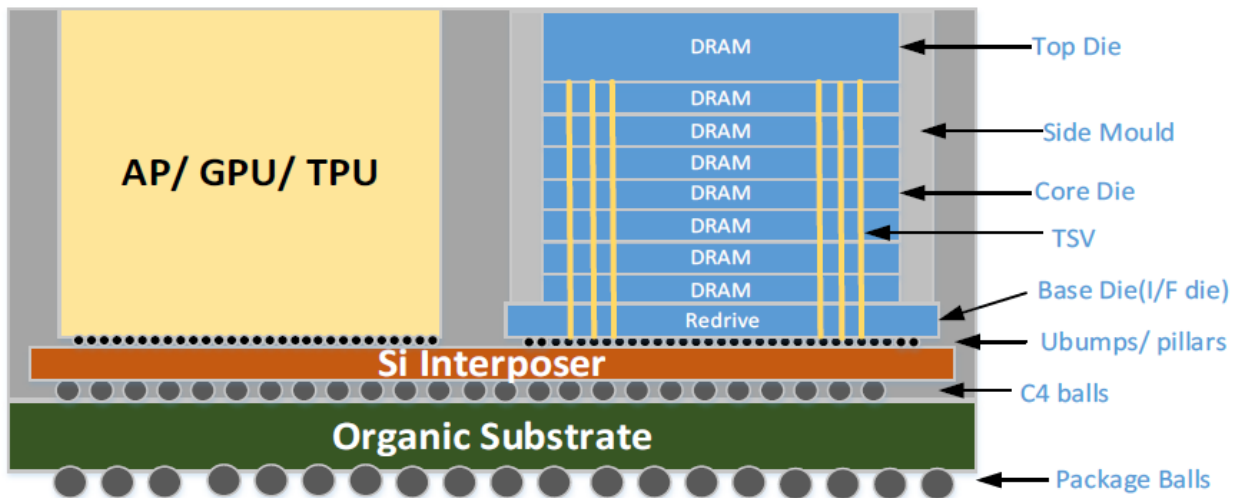 DRAM
Top Die
DRAM
DRAM
Side Mould
DRAM
AP/ GPU/ TPU
DRAM
Core Die
DRAM
TSV
DRAM
DRAM
Base Die(I/F die)
Redrive
Ubumps/ pillars
Si Interposer
C4 balls
Organic Substrate
Package Balls